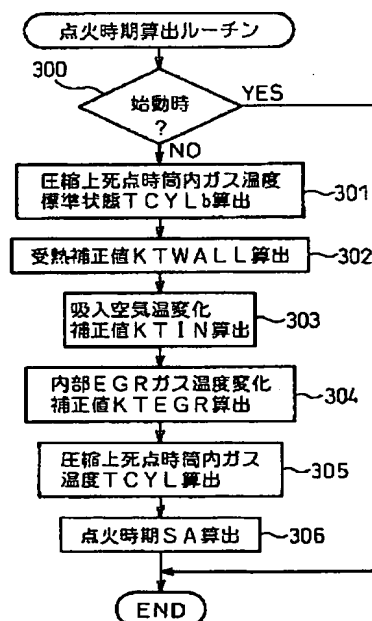 点火時期算出ルーチン
300
始動時
?
YES
NO
圧縮上死点時筒内ガス温度
標準状態TCYLb算出
301
受熱補正値KTWALL算出
302
吸入空気温変化
補正値KTIN算出
303
内部EGRガス温度変化
補正値KTEGR算出
304
圧縮上死点時筒内ガス
温度TCYL算出
305
点火時期SA算出
306
END